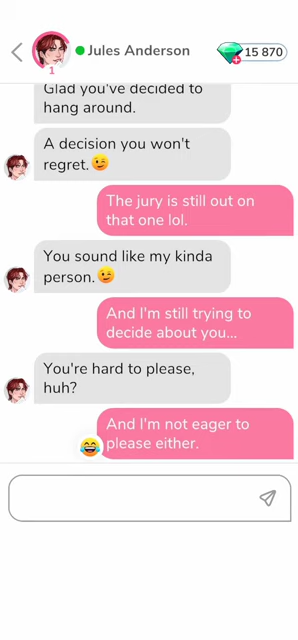 Jules Anderson
15 870
1
Glad you've decided to
hang around.
A decision you won't
regret.😉
The jury is still out on
that one lol.
You sound like my kinda
person.😉
And I'm still trying to
decide about you...
You're hard to please,
huh?
And I'm not eager to
please either.